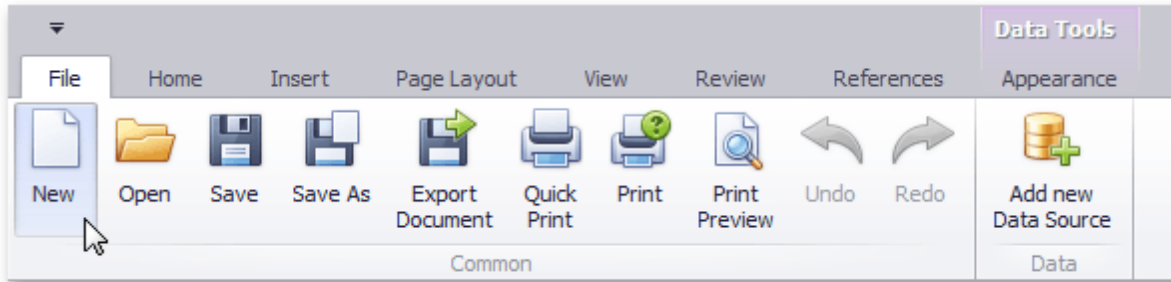 Data Tools
File Home Insert Page Layout View Review References Appearance
New Open Save Save As Export Document Quick Print Print Print Preview Undo Redo Add new Data Source
?
Common Data